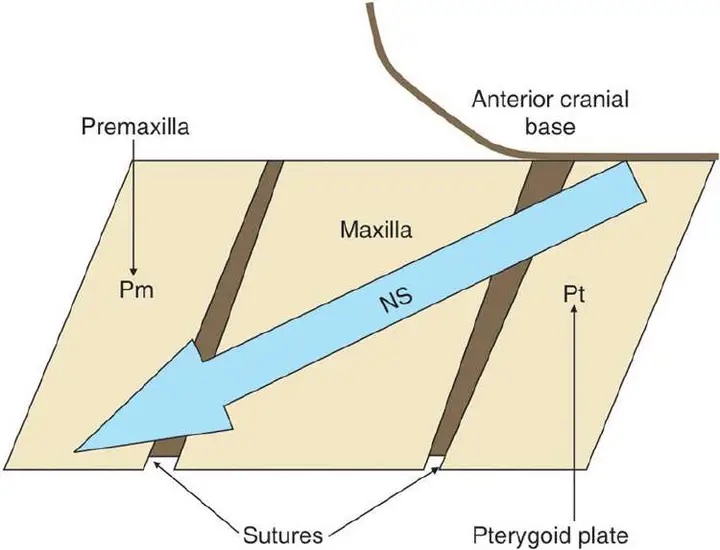 Anterior cranial
base
Premaxilla
Maxilla
Pm
NS
Pt
Sutures
Pterygoid plate